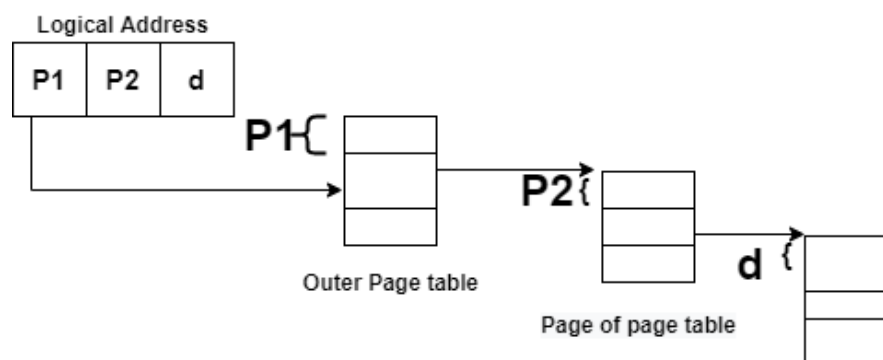 Logical Address
P1 P2 d
P1
P2
d
Outer Page table
Page of page table